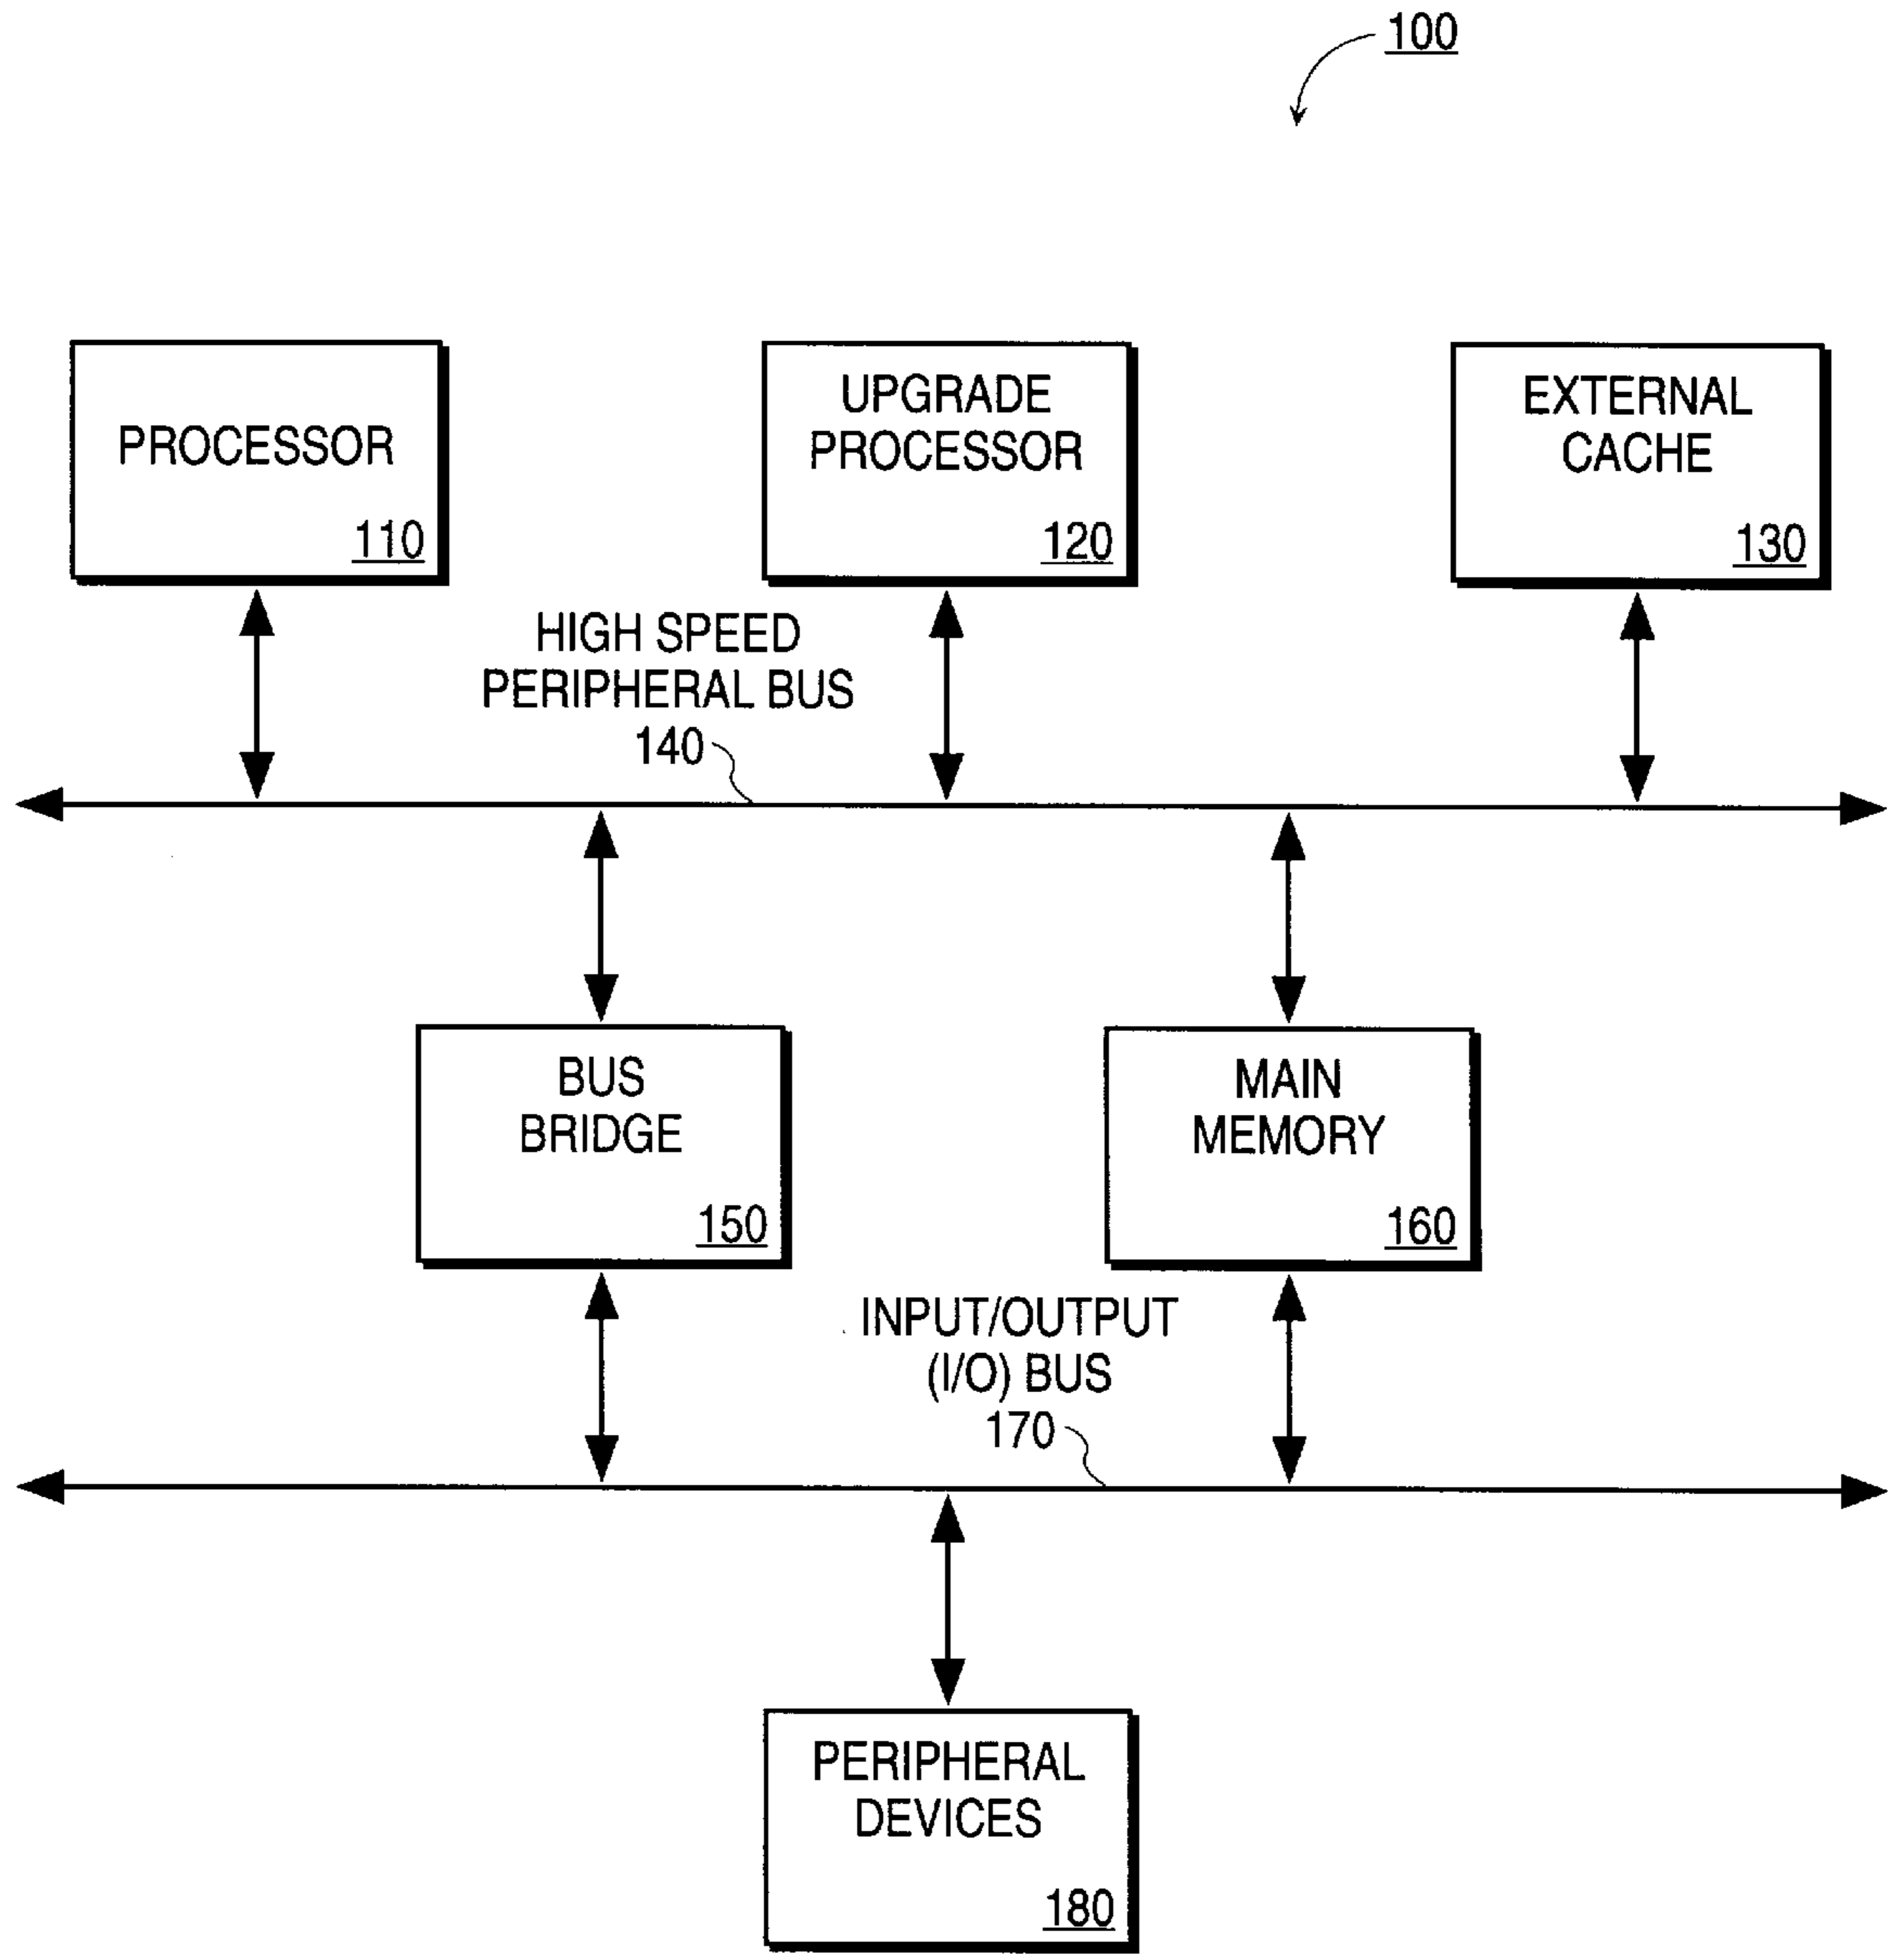 100
PROCESSOR
110
UPGRADE
PROCESSOR
120
EXTERNAL
CACHE
130
HIGH SPEED
PERIPHERAL BUS
140
BUS
BRIDGE
150
MAIN
MEMORY
160
INPUT/OUTPUT
(I/O) BUS
170
PERIPHERAL
DEVICES
180